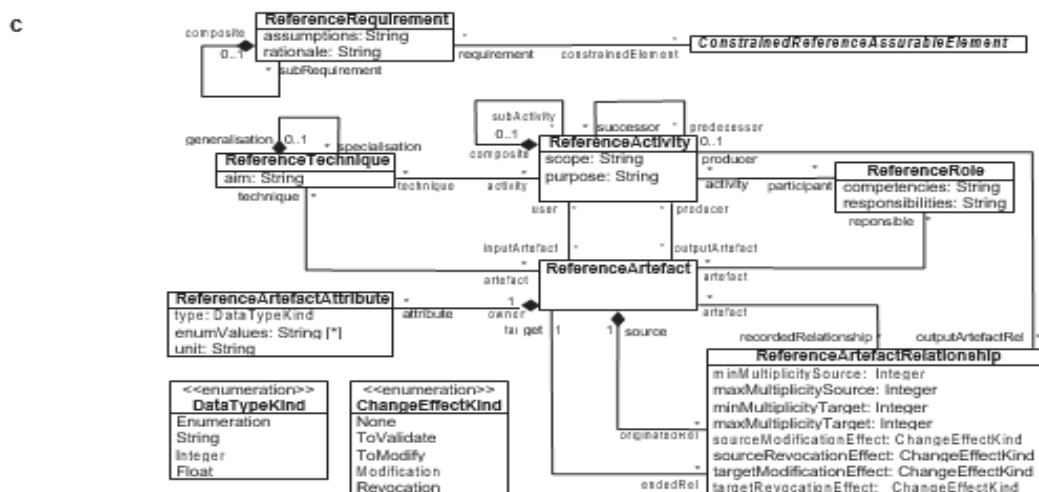 c
ReferenceRequirement
assumptions: String
rationale: String
composite
0..1
*
subRequirement
*
requirement
*
constrainedElement
ConstrainedReferenceAssurableElement
generalisation
0..1
*
specialisation
ReferenceTechnique
aim: String
technique
*
technique
*
activity
subActivity
0..1
*
composite
successor
*
*
predecessor
ReferenceActivity
scope: String
purpose: String
0..1
producer
*
activity
*
participant
ReferenceRole
competencies: String
responsibilities: String
reponsible
*
user
*
*
producer
inputArtefact
*
*
outputArtefact
*
artefact
ReferenceArtefact
*
artefact
*
artefact
ReferenceArtefactAttribute
type: DataTypeKind
enumValues: String [*]
unit: String
*
attribute
1
owner
target
1
1
source
recordedRelationship
*
outputArtefactRel
*
ReferenceArtefactRelationship
minMultiplicitySource: Integer
maxMultiplicitySource: Integer
minMultiplicityTarget: Integer
maxMultiplicityTarget: Integer
sourceModificationEffect: ChangeEffectKind
sourceRevocationEffect: ChangeEffectKind
targetModificationEffect: ChangeEffectKind
targetRevocationEffect: ChangeEffectKind
*
originatedRel
*
endedRel
<<enumeration>>
DataTypeKind
Enumeration
String
Integer
Float
<<enumeration>>
ChangeEffectKind
None
ToValidate
ToModify
Modification
Revocation